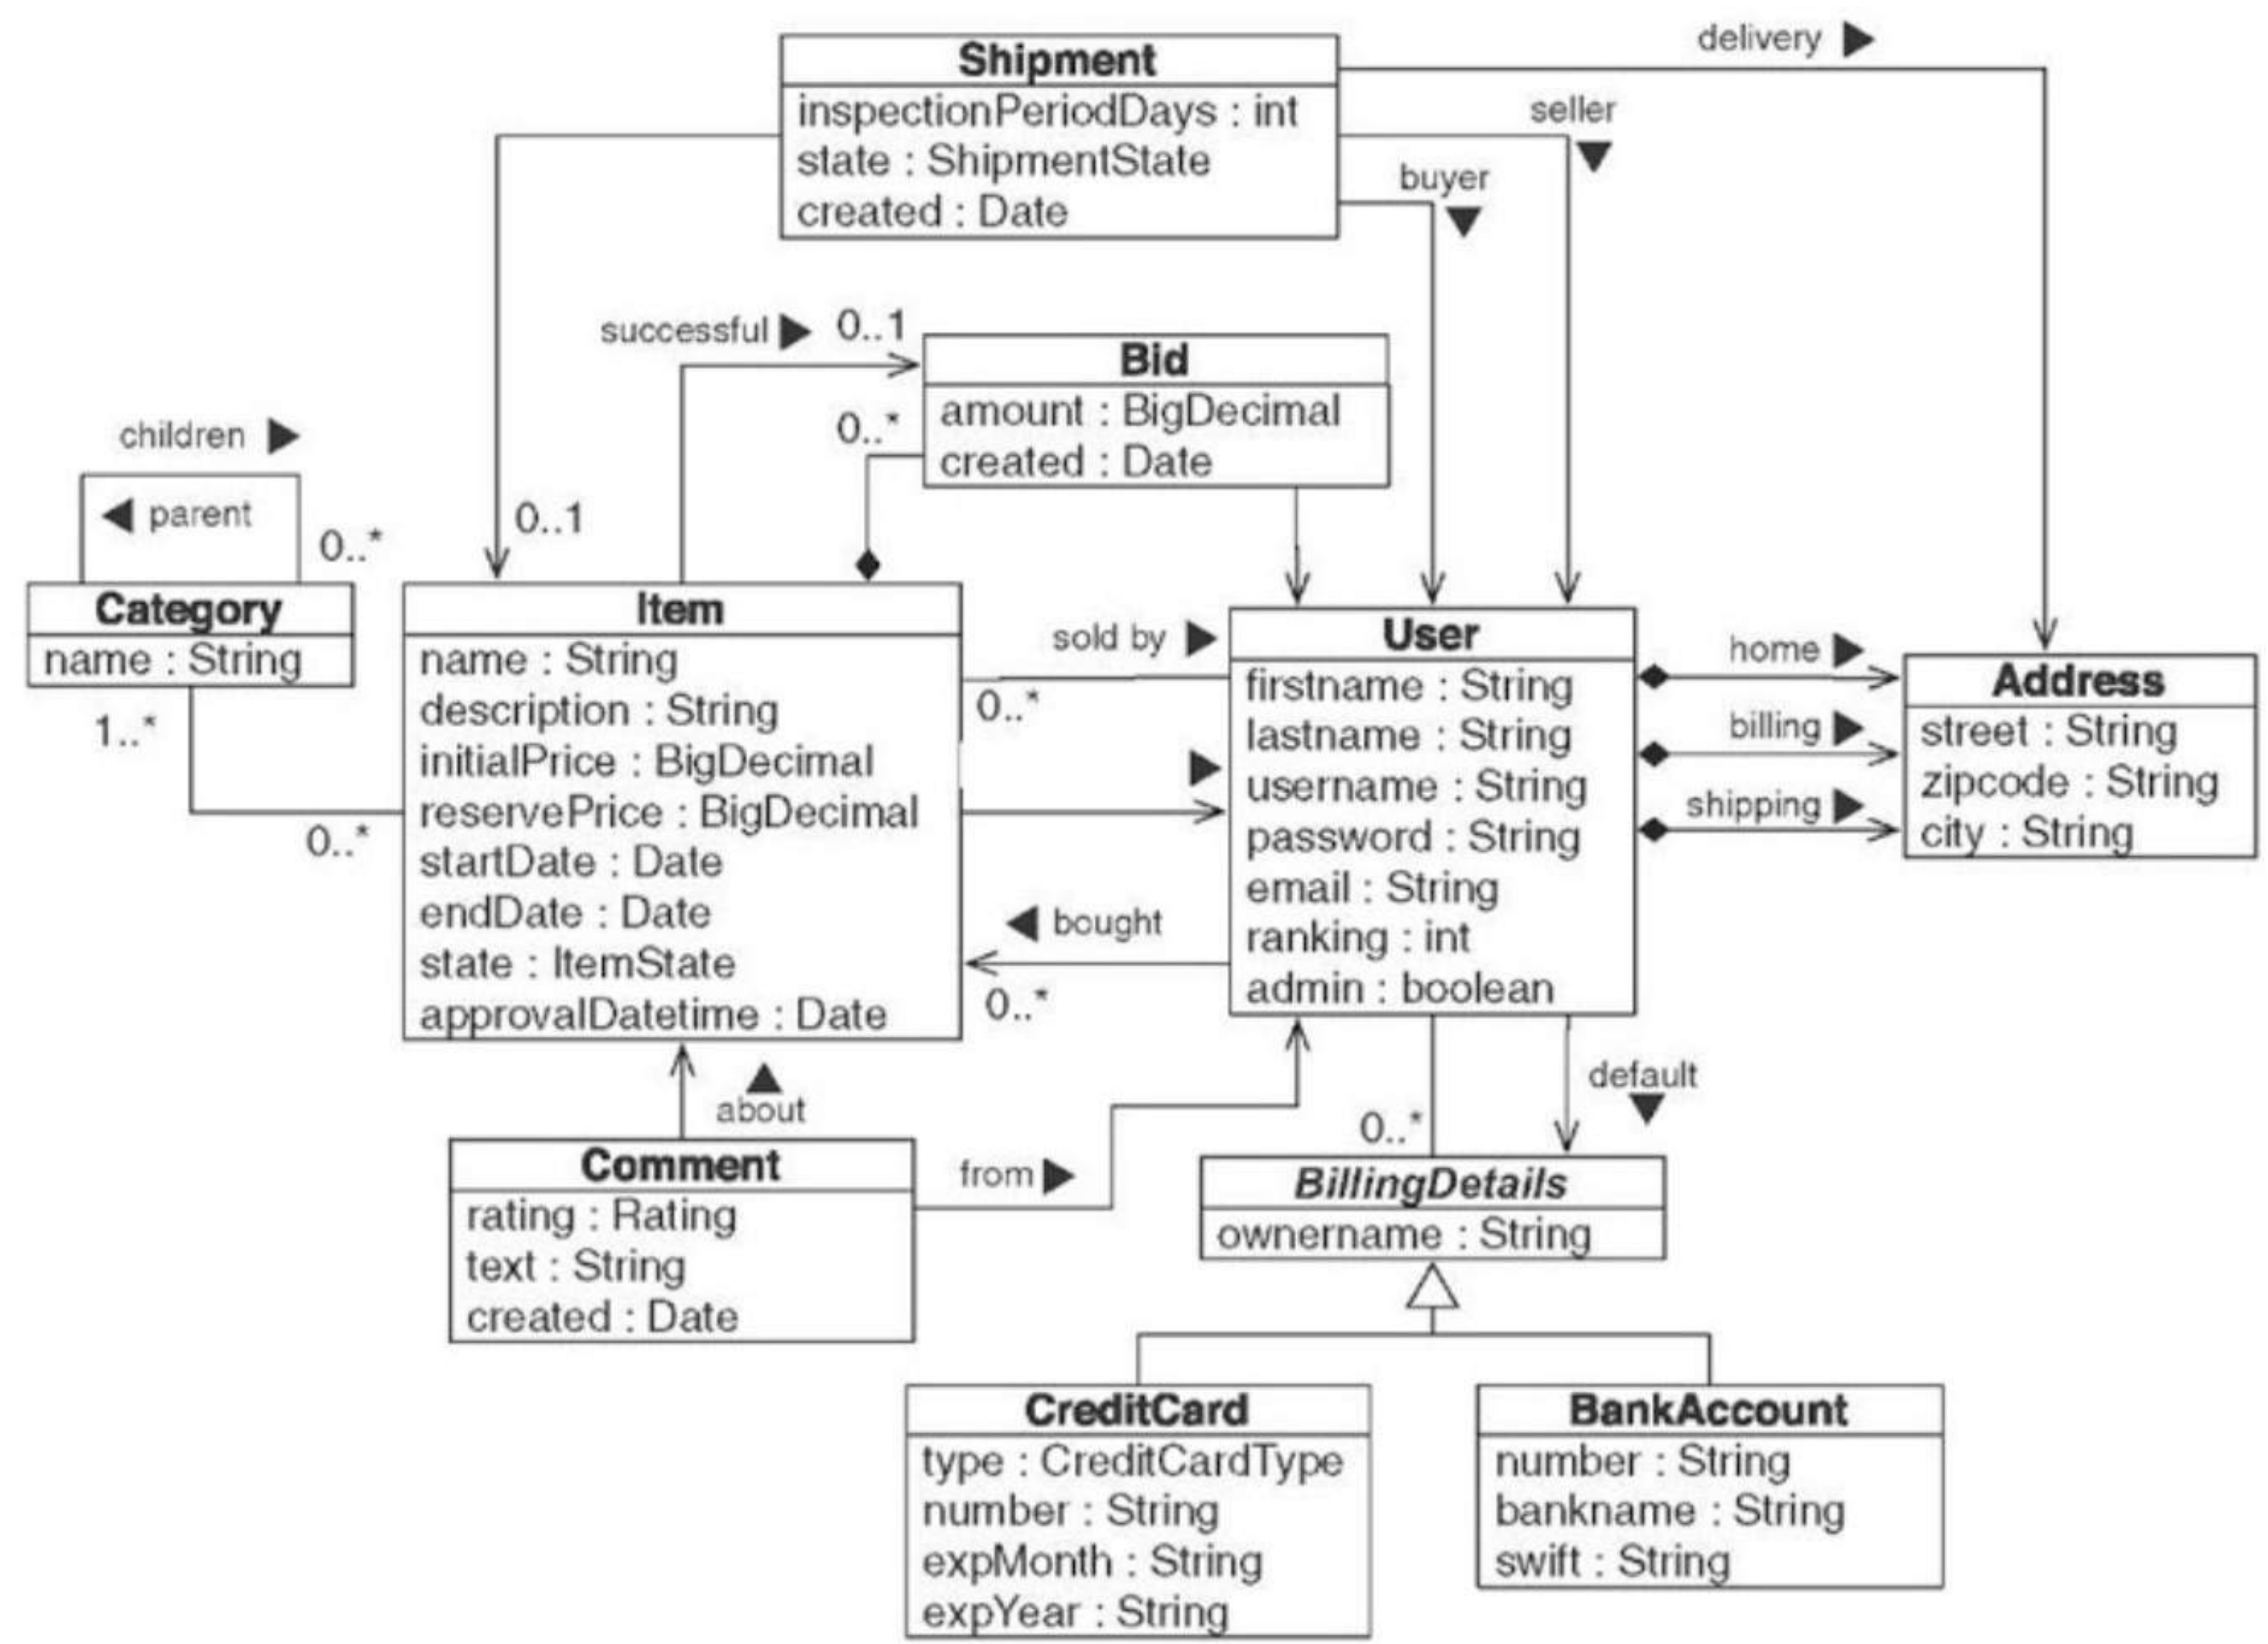 delivery
Shipment
inspectionPeriodDays : int
state : ShipmentState
created : Date
seller
buyer
successful
0..1
Bid
amount : BigDecimal
created : Date
0..*
children
parent
0..*
0..1
Category
name : String
1..*
0..*
Item
name : String
description : String
initialPrice : BigDecimal
reservePrice : BigDecimal
startDate : Date
endDate : Date
state : ItemState
approvalDatetime : Date
sold by
0..*
bought
0..*
User
firstname : String
lastname : String
username : String
password : String
email : String
ranking : int
admin : boolean
home
billing
shipping
Address
street : String
zipcode : String
city : String
about
Comment
rating : Rating
text : String
created : Date
from
0..*
default
BillingDetails
ownername : String
CreditCard
type : CreditCardType
number : String
expMonth : String
expYear : String
BankAccount
number : String
bankname : String
swift : String